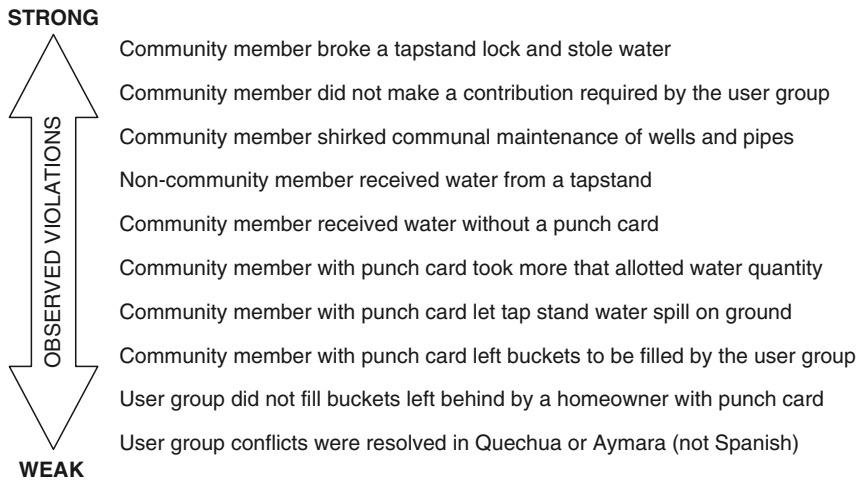 STRONG
Community member broke a tapstand lock and stole water
Community member did not make a contribution required by the user group
Community member shirked communal maintenance of wells and pipes
Non-community member received water from a tapstand
Community member received water without a punch card
Community member with punch card took more that allotted water quantity
Community member with punch card let tap stand water spill on ground
Community member with punch card left buckets to be filled by the user group
User group did not fill buckets left behind by a homeowner with punch card
User group conflicts were resolved in Quechua or Aymara (not Spanish)
OBSERVED VIOLATIONS
WEAK